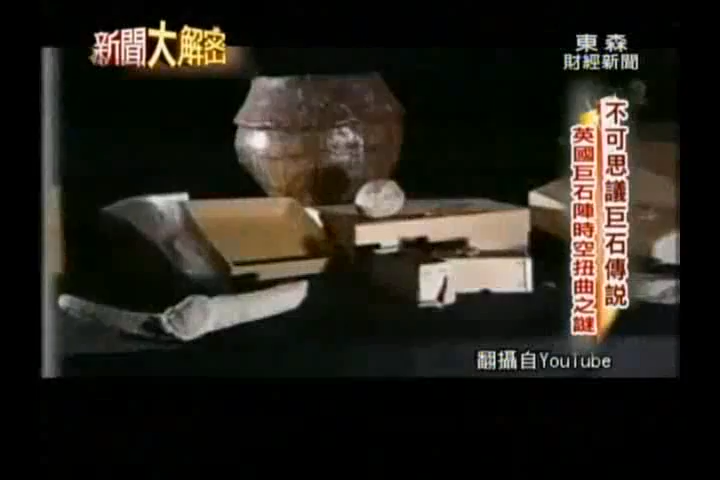 新聞大解密
東森
財經新聞
不可思議巨石傳說
英國巨石陣時空扭曲之謎
翻攝自YouTube